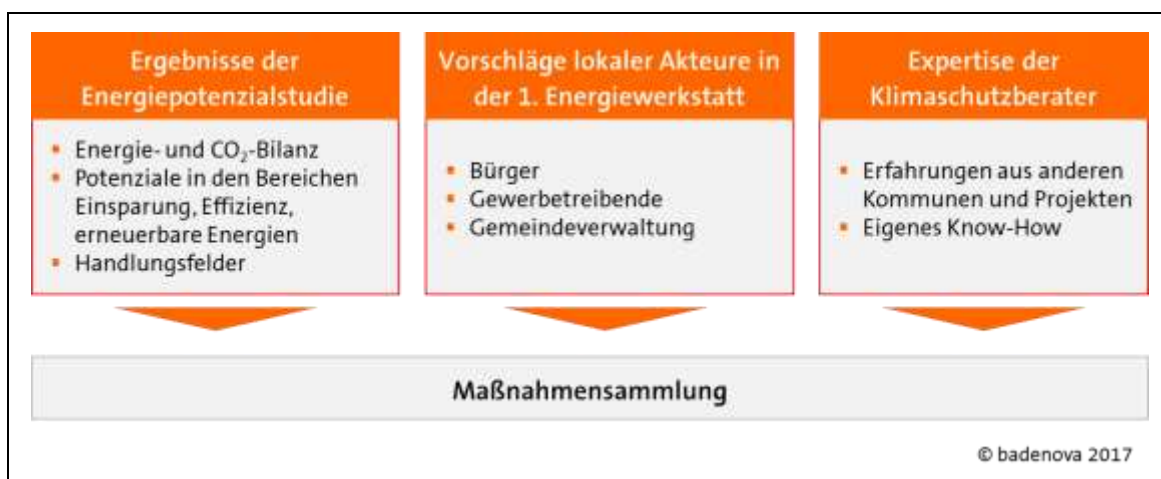 Ergebnisse der
Energiepotenzialstudie
▪ Energie- und CO₂-Bilanz
▪ Potenziale in den Bereichen
Einsparung, Effizienz,
erneuerbare Energien
▪ Handlungsfelder
Vorschläge lokaler Akteure in
der 1. Energiewerkstatt
▪ Bürger
▪ Gewerbetreibende
▪ Gemeindeverwaltung
Expertise der
Klimaschutzberater
▪ Erfahrungen aus anderen
Kommunen und Projekten
▪ Eigenes Know-How
Maßnahmensammlung
© badenova 2017